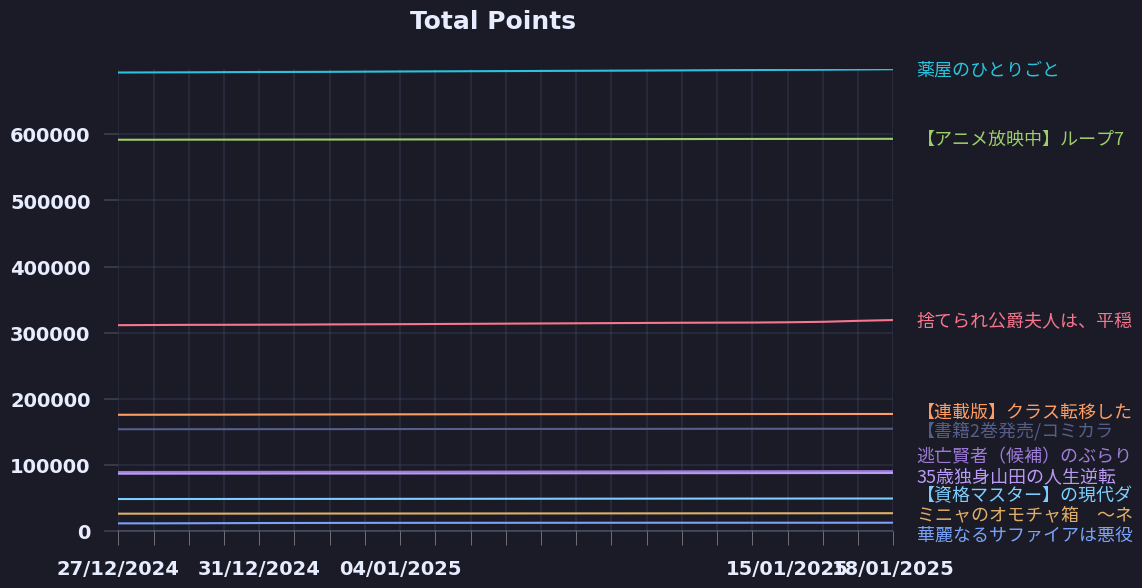 Total Points
薬屋のひとりごと
600000
【アニメ放映中】ループ7
500000
400000
300000
捨てられ公爵夫人は、平穏
200000
【連載版】クラス転移した
【書籍2巻発売/コミカラ
100000
逃亡賢者（候補）のぶらり
35歳独身山田の人生逆転
【資格マスター】の現代ダ
ミニャのオモチャ箱　～ネ
0
華麗なるサファイアは悪役
27/12/2024
31/12/2024
04/01/2025
15/01/2025
18/01/2025